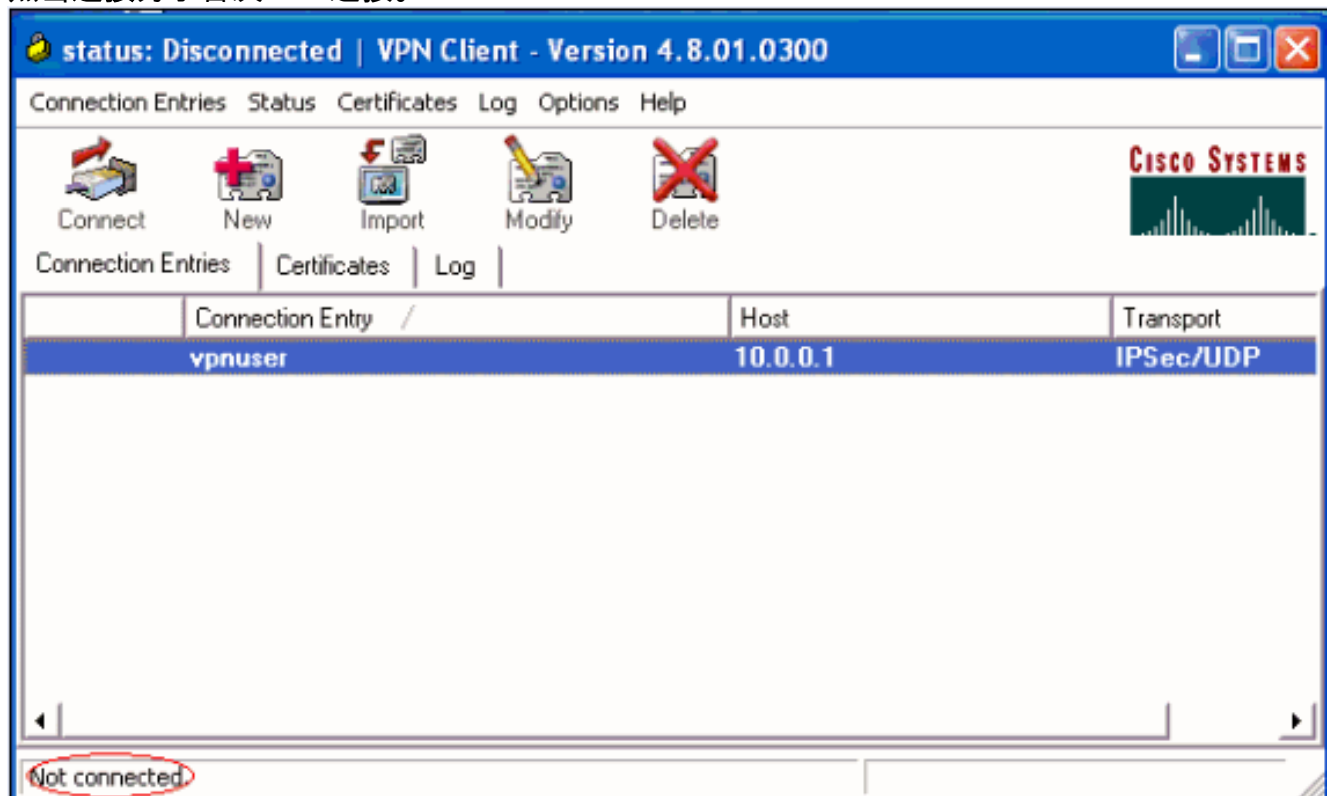 status: Disconnected | VPN Client - Version 4.8.01.0300
Connection Entries Status Certificates Log Options Help
Connect New Import Modify Delete
CISCO SYSTEMS
Connection Entries Certificates Log
Connection Entry Host Transport
vpnuser 10.0.0.1 IPSec/UDP
Not connected.